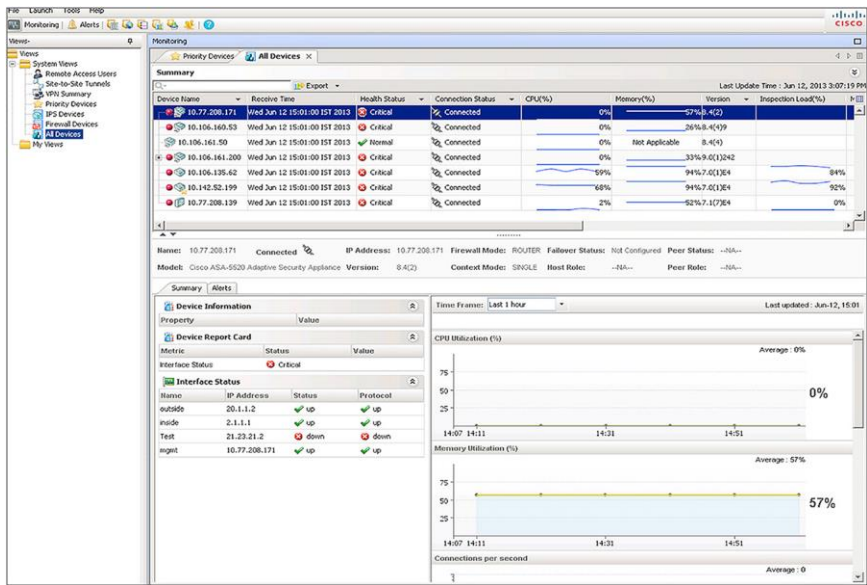 File Launch Tools Help
CISCO
Monitoring Alerts
Views-
Monitoring
Views
System Views
Remote Access Users
Site-to-Site Tunnels
VPN Summary
Priority Devices
IPS Devices
Firewall Devices
All Devices
My Views
Priority Devices All Devices
Summary
Export Last Update Time : Jun 12, 2013 3:07:19 PM
Device Name Receive Time Health Status Connection Status CPU(%) Memory(%) Version Inspection Load(%)
10.77.208.171 Wed Jun 12 15:01:00 IST 2013 Critical Connected 0% 57% 8.4(2)
10.106.160.53 Wed Jun 12 15:01:00 IST 2013 Critical Connected 0% 26% 8.4(4)9
10.106.161.50 Wed Jun 12 15:01:00 IST 2013 Normal Connected 0% Not Applicable 8.4(4)
10.106.161.200 Wed Jun 12 15:01:00 IST 2013 Critical Connected 0% 33% 9.0(1)242
10.106.135.62 Wed Jun 12 15:01:00 IST 2013 Critical Connected 59% 94% 7.0(1)E4 84%
10.142.52.199 Wed Jun 12 15:01:00 IST 2013 Critical Connected 68% 94% 7.0(1)E4 92%
10.77.208.139 Wed Jun 12 15:01:00 IST 2013 Critical Connected 2% 52% 7.1(7)E4 0%
Name: 10.77.208.171 Connected IP Address: 10.77.208.171 Firewall Mode: ROUTER Failover Status: Not Configured Peer Status: --NA--
Model: Cisco ASA-5520 Adaptive Security Appliance Version: 8.4(2) Context Mode: SINGLE Host Role: --NA-- Peer Role: --NA--
Summary Alerts
Device Information
Property Value
Device Report Card
Metric Status Value
Interface Status Critical
Interface Status
Name IP Address Status Protocol
outside 20.1.1.2 up up
inside 2.1.1.1 up up
Test 21.23.21.2 down down
mgmt 10.77.208.171 up up
Time Frame: Last 1 hour Last updated : Jun-12, 15:01
CPU Utilization (%)
Average : 0%
75
50
25
0%
14:07 14:11 14:31 14:51
Memory Utilization (%)
Average : 57%
75
50
25
57%
14:07 14:11 14:31 14:51
Connections per second
Average : 0